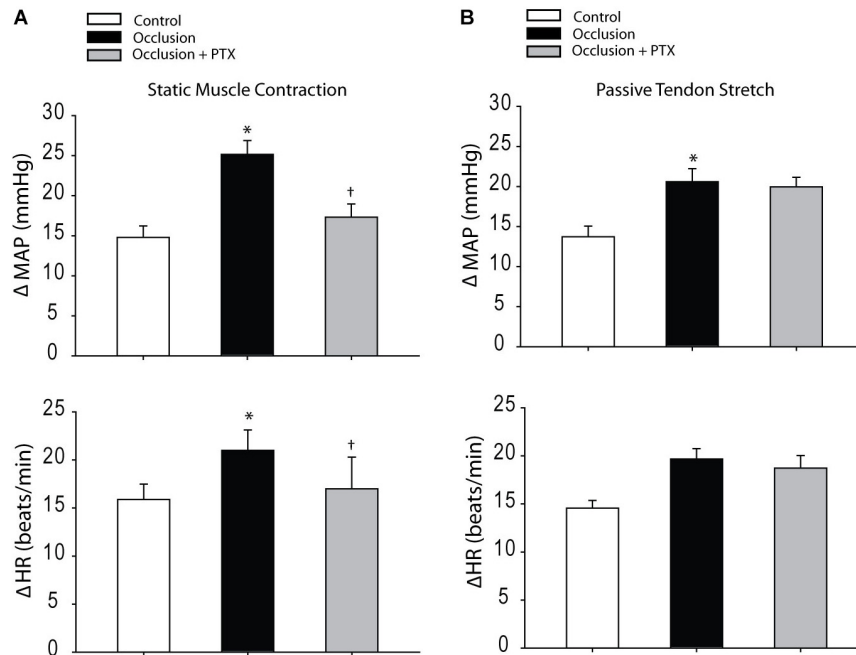 A
Control
Occlusion
Occlusion + PTX
Static Muscle Contraction
Δ MAP (mmHg)
30
25
20
15
10
5
0
*
†
ΔHR (beats/min)
25
20
15
10
5
0
*
†
B
Control
Occlusion
Occlusion + PTX
Passive Tendon Stretch
Δ MAP (mmHg)
30
25
20
15
10
5
0
*
ΔHR (beats/min)
25
20
15
10
5
0